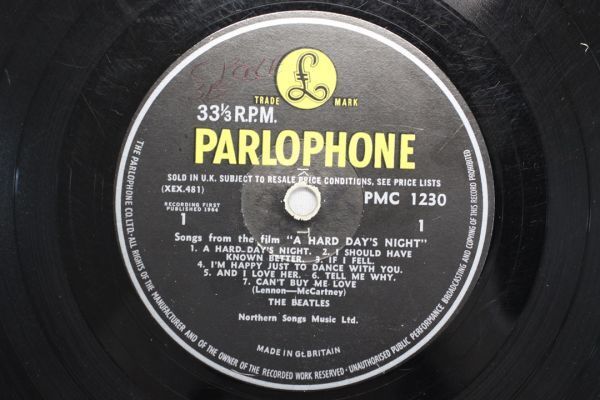 £
TRADE MARK
33⅓ R.P.M.
PARLOPHONE
SOLD IN U.K. SUBJECT TO RESALE PRICE CONDITIONS, SEE PRICE LISTS
(XEX.481) PMC 1230
RECORDING FIRST
PUBLISHED 1964
1 1
Songs from the film "A HARD DAY'S NIGHT"
1. A HARD DAY'S NIGHT. 2. I SHOULD HAVE
KNOWN BETTER. 3. IF I FELL.
4. I'M HAPPY JUST TO DANCE WITH YOU.
5. AND I LOVE HER. 6. TELL ME WHY.
7. CAN'T BUY ME LOVE
(Lennon—McCartney)
THE BEATLES
Northern Songs Music Ltd.
MADE IN Gt. BRITAIN
THE PARLOPHONE CO. LTD. · ALL RIGHTS OF THE MANUFACTURER AND OF THE OWNER OF THE RECORDED WORK RESERVED · UNAUTHORISED PUBLIC PERFORMANCE BROADCASTING AND COPYING OF THIS RECORD PROHIBITED